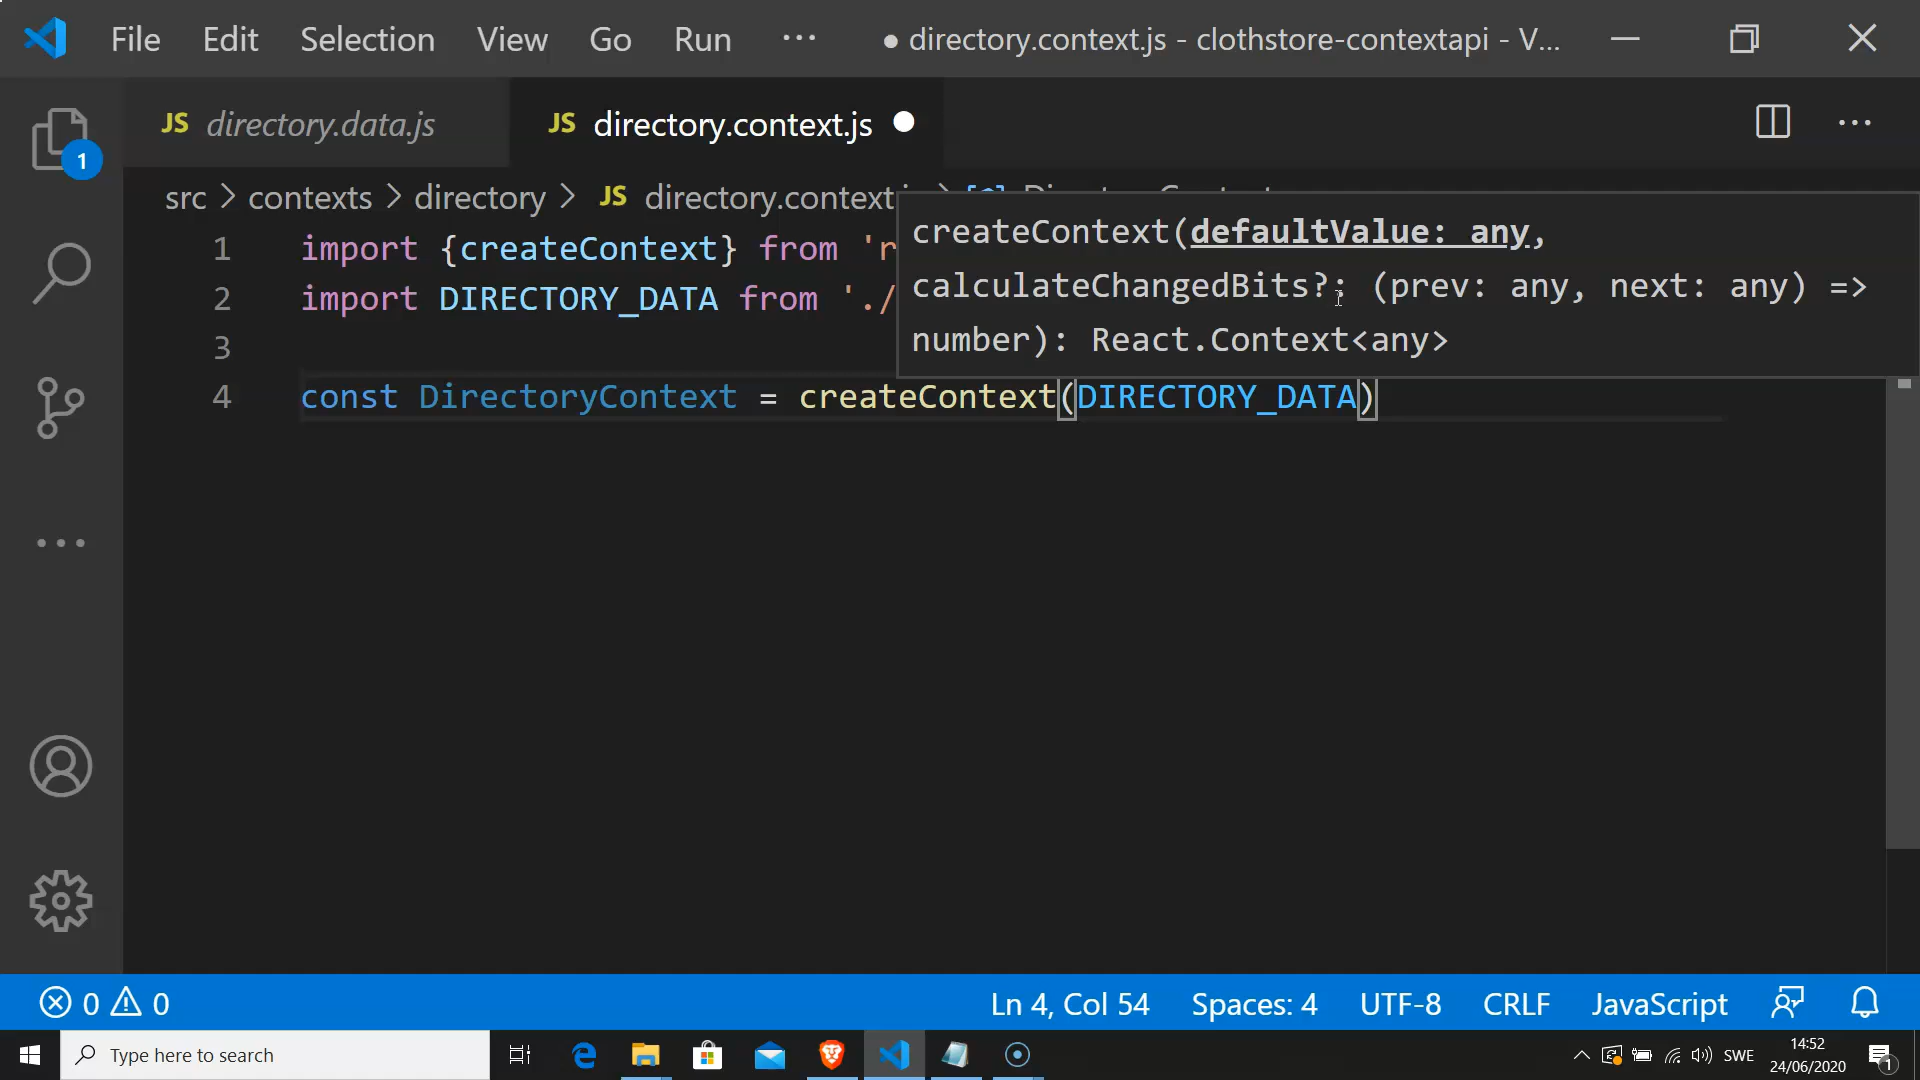 File Edit Selection View Go Run ··· ● directory.context.js - clothstore-contextapi - V...
JS directory.data.js JS directory.context.js ●
1
src > contexts > directory > JS directory.context
createContext(defaultValue: any,
calculateChangedBits?: (prev: any, next: any) =>
number): React.Context<any>
1 import {createContext} from 'r
2 import DIRECTORY_DATA from './
3
4 const DirectoryContext = createContext(DIRECTORY_DATA)
0 0 Ln 4, Col 54 Spaces: 4 UTF-8 CRLF JavaScript
Type here to search SWE 14:52
24/06/2020 1